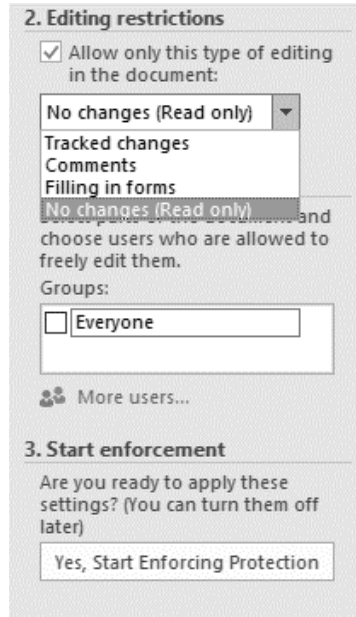 2. Editing restrictions
Allow only this type of editing
in the document:
No changes (Read only)
Tracked changes
Comments
Filling in forms
No changes (Read only)
and
choose users who are allowed to
freely edit them.
Groups:
Everyone
More users...
3. Start enforcement
Are you ready to apply these
settings? (You can turn them off
later)
Yes, Start Enforcing Protection